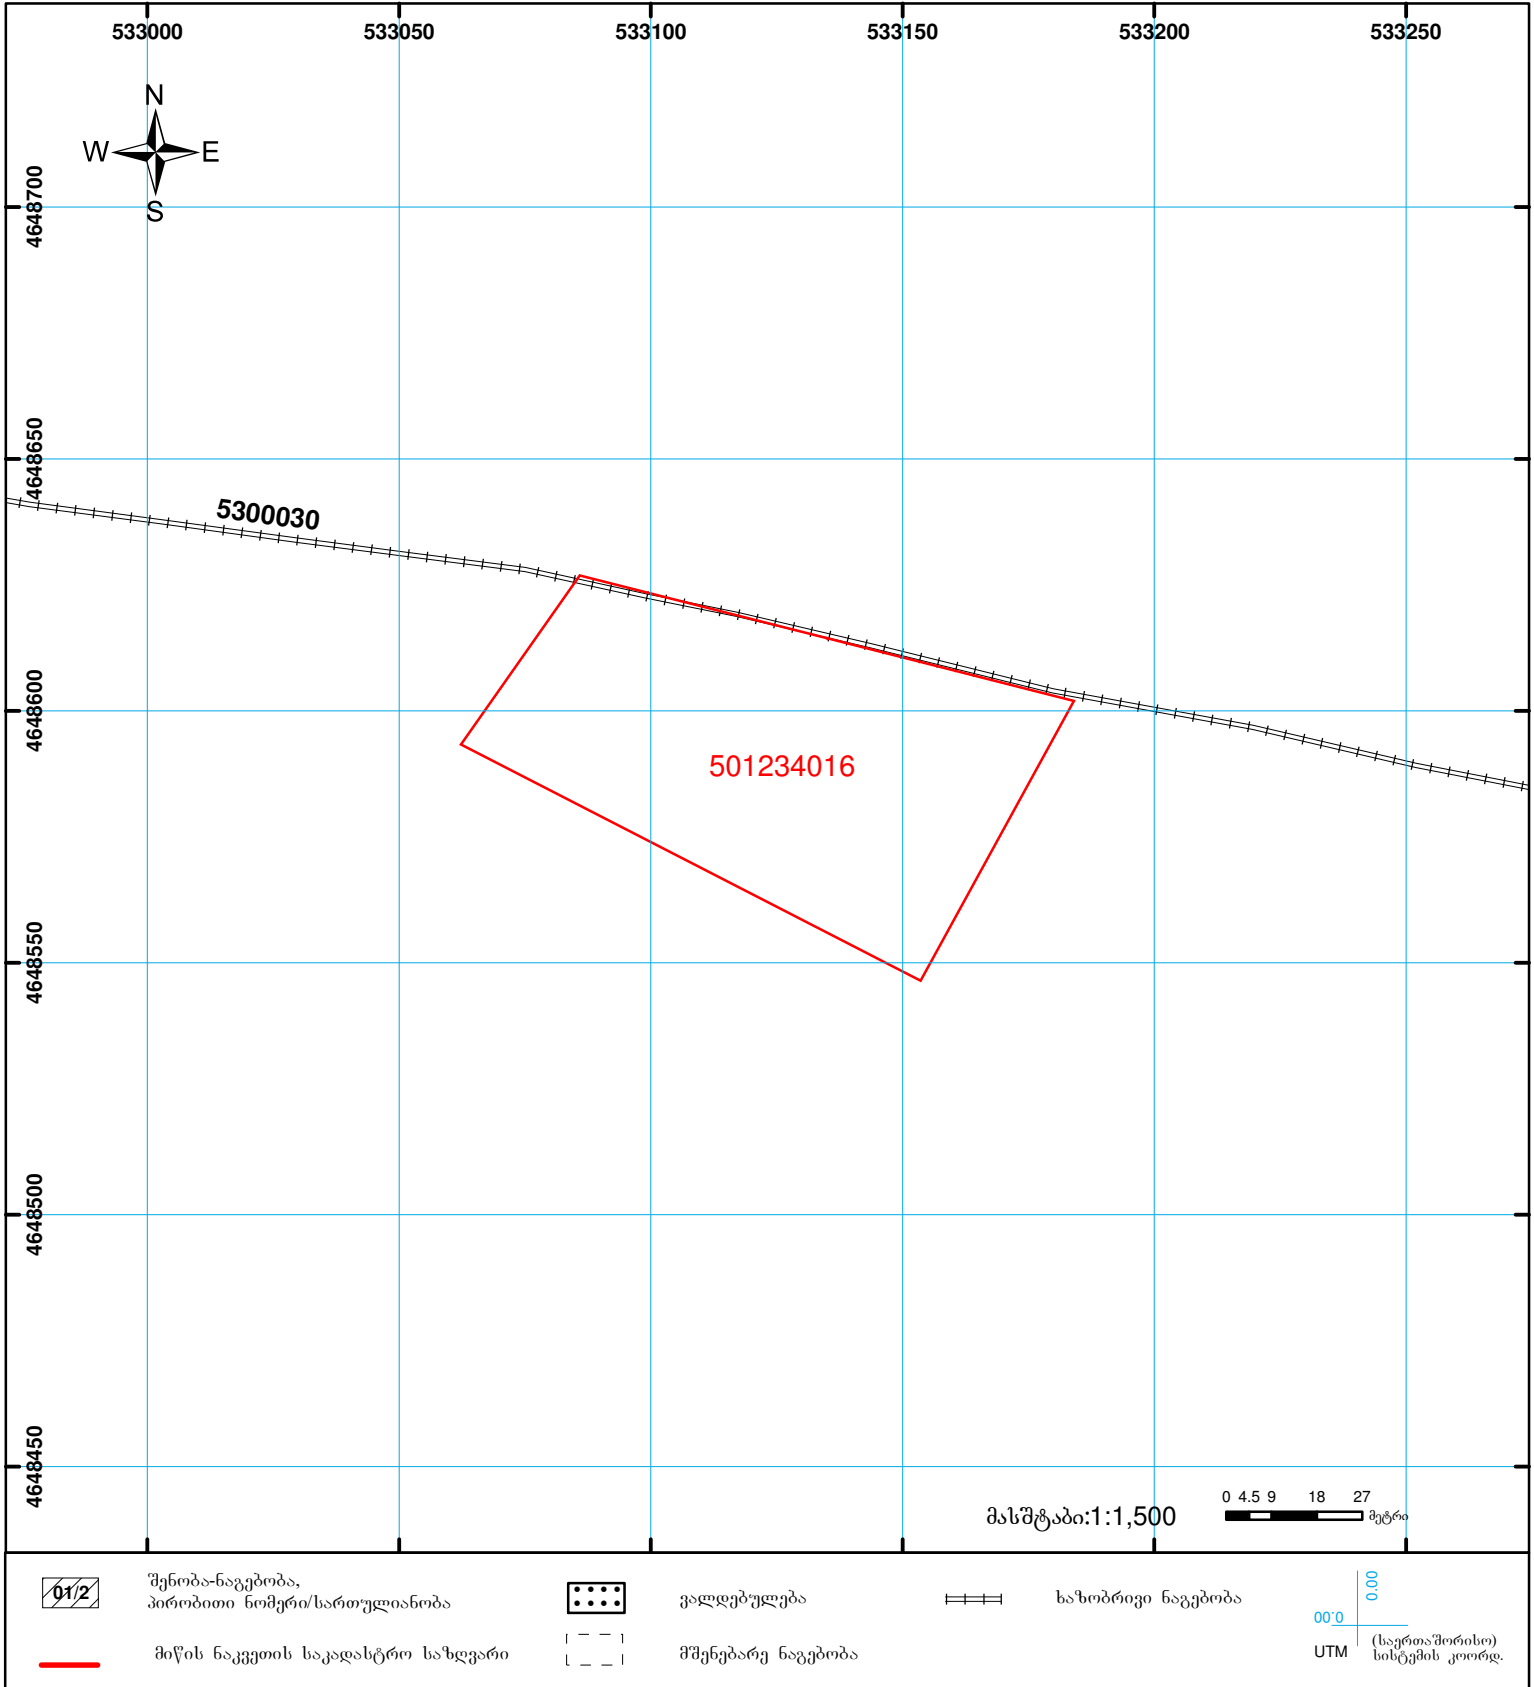 533000 533050 533100 533150 533200 533250
N
W E
S
4648700
4648650
5300030
4648600
501234016
4648550
4648500
4648450
მასშტაბი:1:1,500
0 4.5 9 18 27
მეტრი
01/2
შენობა-ნაგებობა,
პირობითი ნომერი/სართულიანობა
ვალდებულება
ხაზობრივი ნაგებობა
მიწის ნაკვეთის საკადასტრო საზღვარი
მშენებარე ნაგებობა
00.0
00.0
UTM
(საერთაშორისო)
სისტემის კოორდ.